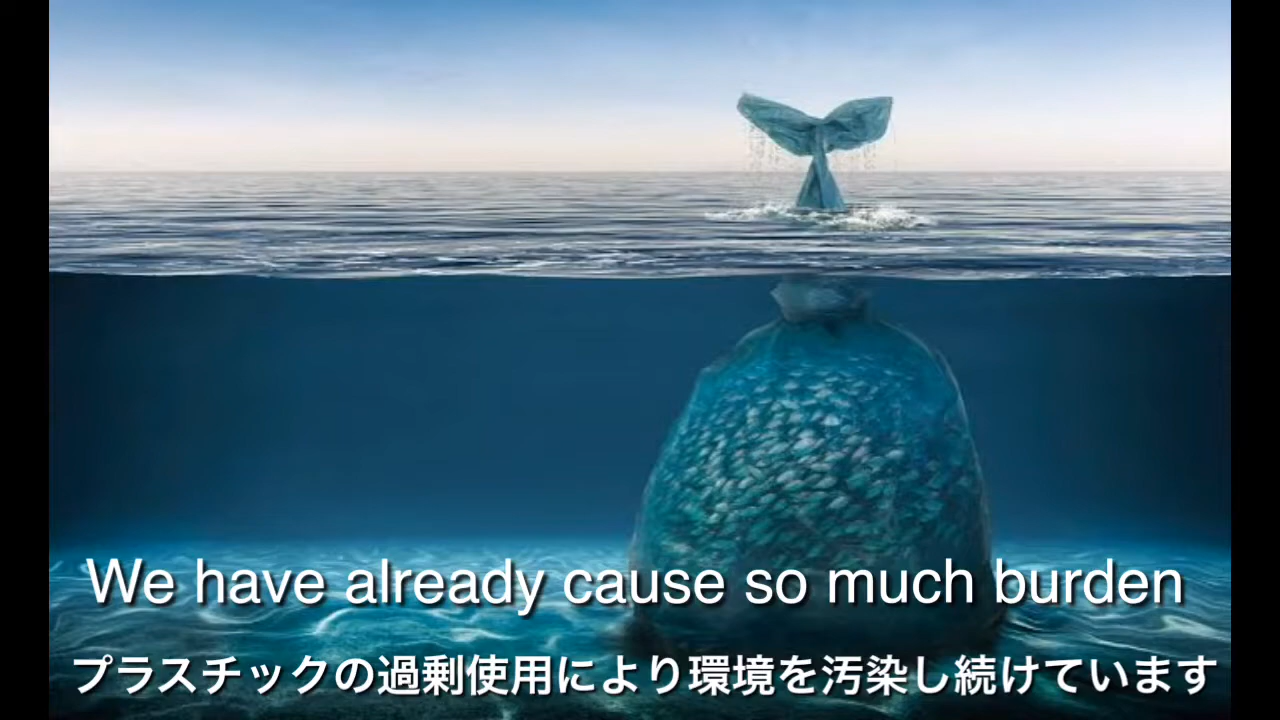 We have already cause so much burden
プラスチックの過剰使用により環境を汚染し続けています